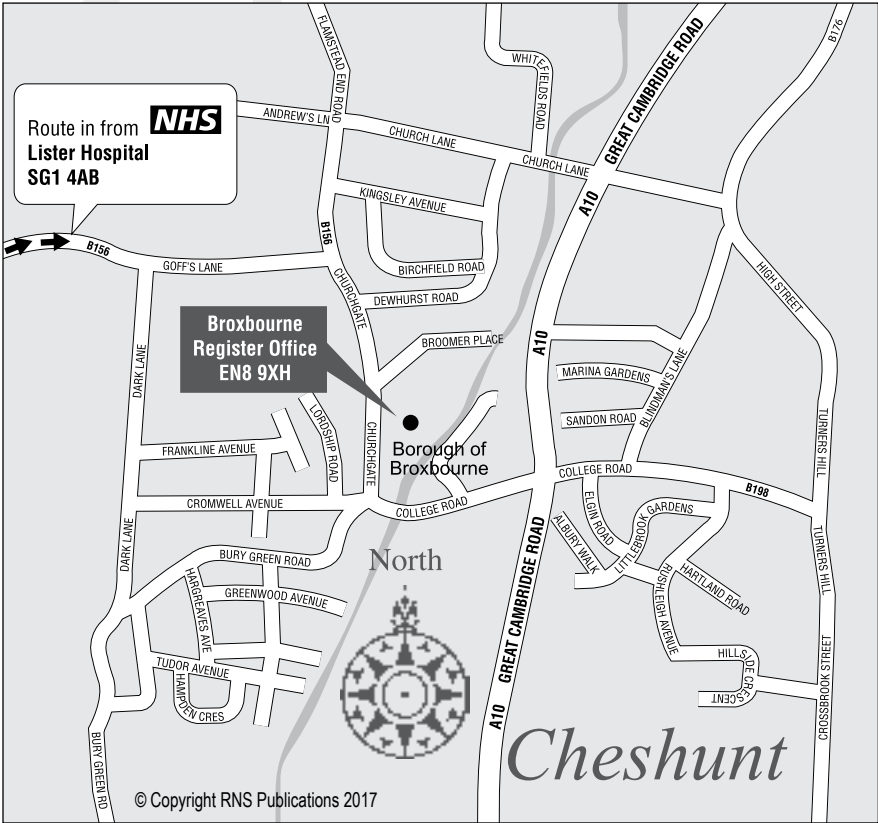 FLAMSTEAD END ROAD
WHITEFIELDS ROAD
GREAT CAMBRIDGE ROAD
B176
Route in from NHS
Lister Hospital
SG1 4AB
ANDREW'S LN
CHURCH LANE
CHURCH LANE
KINGSLEY AVENUE
A10
B156
B156
GOFF'S LANE
BIRCHFIELD ROAD
DEWHURST ROAD
CHURCHGATE
HIGH STREET
Broxbourne
Register Office
EN8 9XH
BROOMER PLACE
A10
DARK LANE
MARINA GARDENS
BLINDMAN'S LANE
SANDON ROAD
LORDSHIP ROAD
CHURCHGATE
TURNERS HILL
FRANKLINE AVENUE
Borough of
Broxbourne
COLLEGE ROAD
B198
CROMWELL AVENUE
COLLEGE ROAD
ELGIN ROAD
LITTLEBROOK GARDENS
ALBURY WALK
DARK LANE
BURY GREEN ROAD
North
GREAT CAMBRIDGE ROAD
TURNERS HILL
HARGREAVES AVE
GREENWOOD AVENUE
RUSHLEIGH AVENUE
HARTLAND ROAD
TUDOR AVENUE
HAMPDEN CRES
HILLSIDE CRESCENT
CROSSBROOK STREET
A10
BURY GREEN RD
Cheshunt
© Copyright RNS Publications 2017